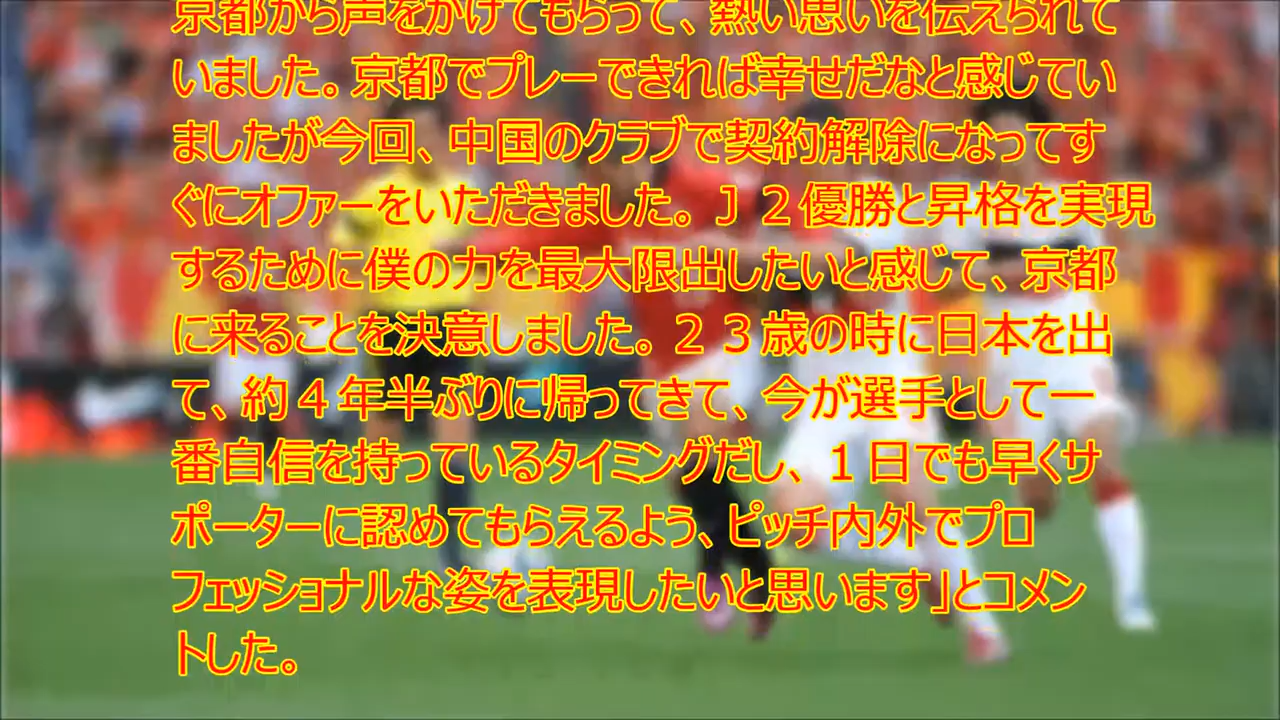 京都から声をかけてもらって、熱い思いを伝えられて
いました。京都でプレーできれば幸せだなと感じてい
ましたが今回、中国のクラブで契約解除になってす
ぐにオファーをいただきました。Ｊ２優勝と昇格を実現
するために僕の力を最大限出したいと感じて、京都
に来ることを決意しました。２３歳の時に日本を出
て、約４年半ぶりに帰ってきて、今が選手として一
番自信を持っているタイミングだし、１日でも早くサ
ポーターに認めてもらえるよう、ピッチ内外でプロ
フェッショナルな姿を表現したいと思います」とコメン
トした。